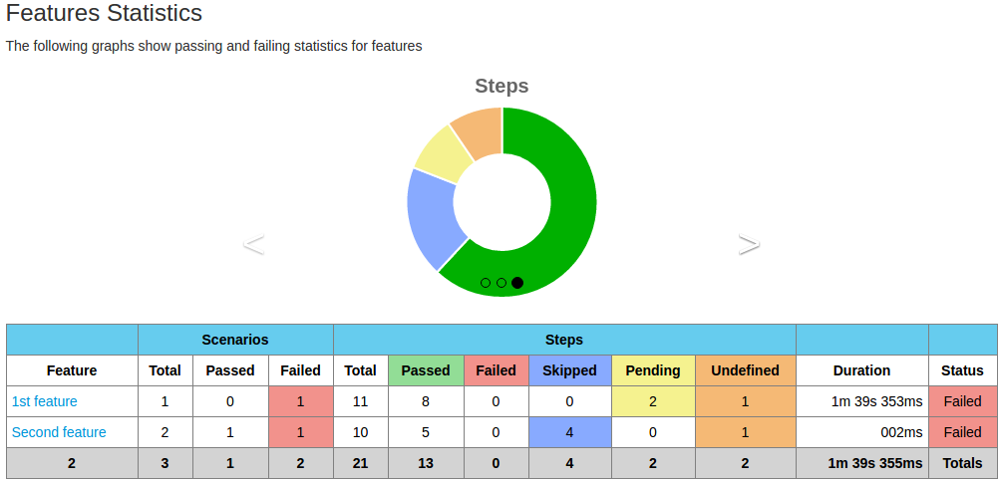 Features Statistics
The following graphs show passing and failing statistics for features
Steps
< >
Scenarios Steps
Feature Total Passed Failed Total Passed Failed Skipped Pending Undefined Duration Status
1st feature 1 0 1 11 8 0 0 2 1 1m 39s 353ms Failed
Second feature 2 1 1 10 5 0 4 0 1 002ms Failed
2 3 1 2 21 13 0 4 2 2 1m 39s 355ms Totals